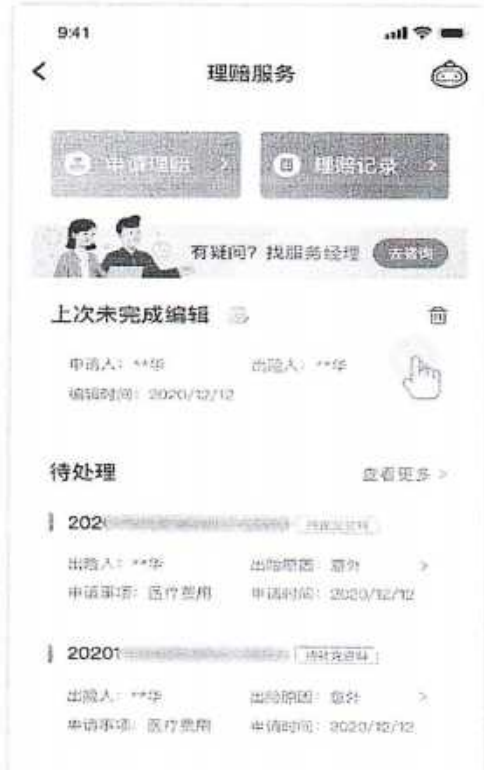 9:41
理赔服务
申请理赔 >
理赔记录 >
有疑问？找服务经理 去咨询
上次未完成编辑
申请人：**华 出险人：**华
编辑时间：2020/12/12
待处理 查看更多 >
202
出险人：**华 出险原因：意外 >
申请事项：医疗费用 申请时间：2020/12/12
20201 待补充资料
出险人：**华 出险原因：意外 >
申请事项：医疗费用 申请时间：2020/12/12